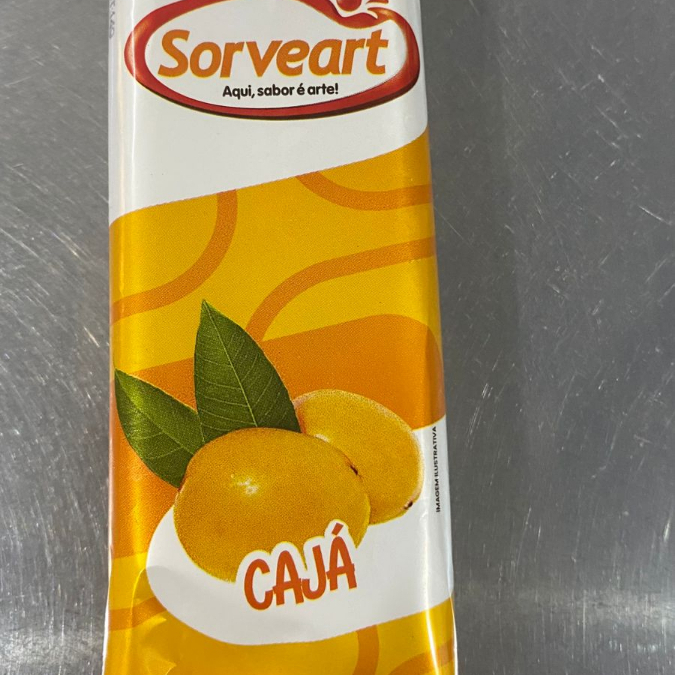 Sorveart
Aqui, sabor é arte!
IMAGEM ILUSTRATIVA
CAJÁ